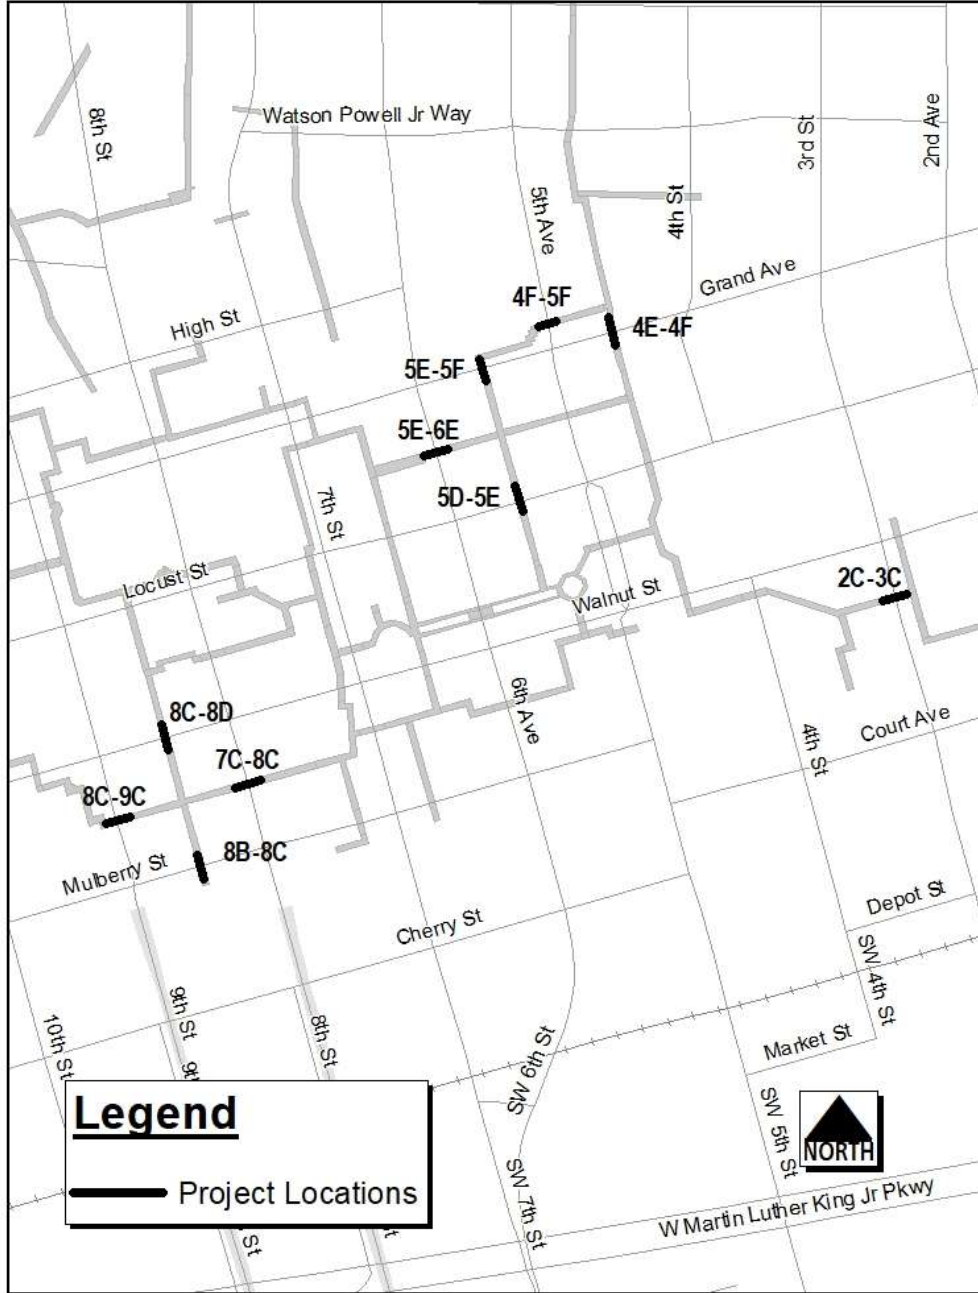 8th St
Watson Powell Jr Way
3rd St
2nd Ave
5th Ave
4th St
Grand Ave
4F-5F
High St
4E-4F
5E-5F
5E-6E
7th St
5D-5E
Locust St
2C-3C
Walnut St
8C-8D
6th Ave
4th St
Court Ave
7C-8C
8C-9C
8B-8C
Mulberry St
Depot St
Cherry St
SW 4th St
9th St
8th St
10th St
Market St
SW 6th St
SW 5th St
Legend
NORTH
Project Locations
SW 7th St
W Martin Luther King Jr Pkwy